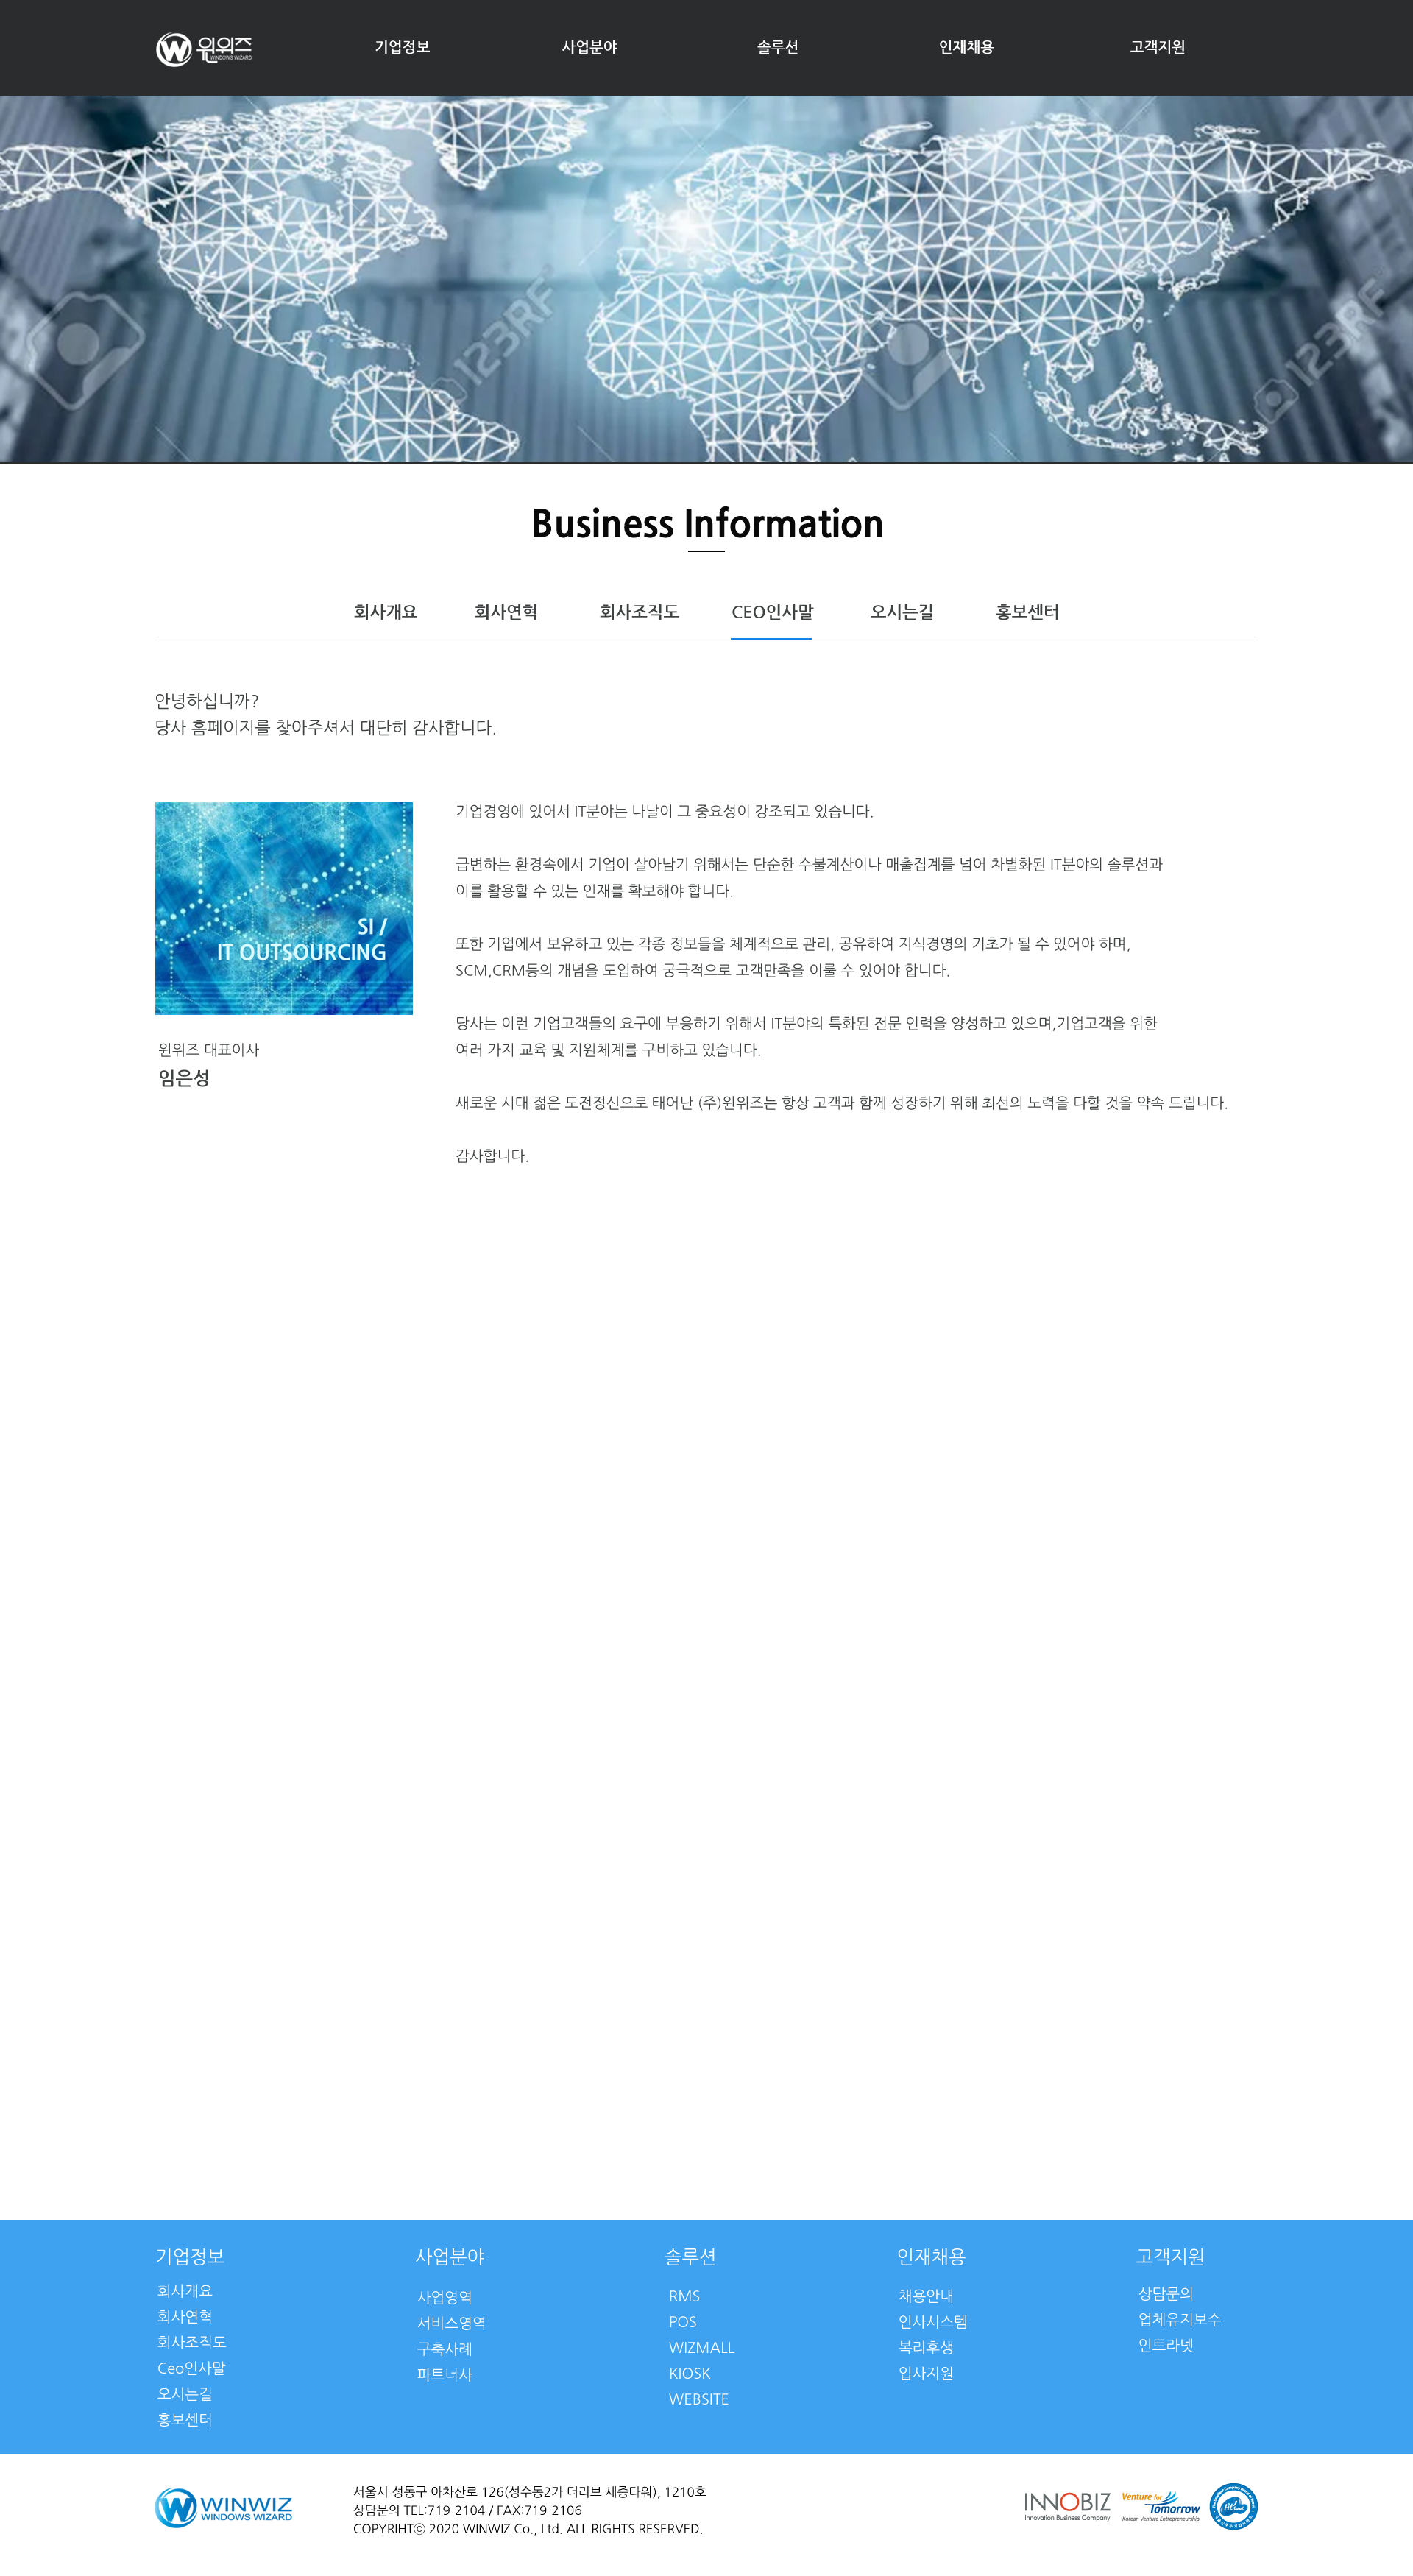 윈위즈
WINDOWS WIZARD
기업정보
사업분야
솔루션
인재채용
고객지원
123RF
123RF
Business Information
회사개요
회사연혁
회사조직도
CEO인사말
오시는길
홍보센터
안녕하십니까?
당사 홈페이지를 찾아주셔서 대단히 감사합니다.
SI /
IT OUTSOURCING
윈위즈 대표이사
임은성
기업경영에 있어서 IT분야는 나날이 그 중요성이 강조되고 있습니다.
급변하는 환경속에서 기업이 살아남기 위해서는 단순한 수불계산이나 매출집계를 넘어 차별화된 IT분야의 솔루션과
이를 활용할 수 있는 인재를 확보해야 합니다.
또한 기업에서 보유하고 있는 각종 정보들을 체계적으로 관리, 공유하여 지식경영의 기초가 될 수 있어야 하며,
SCM,CRM등의 개념을 도입하여 궁극적으로 고객만족을 이룰 수 있어야 합니다.
당사는 이런 기업고객들의 요구에 부응하기 위해서 IT분야의 특화된 전문 인력을 양성하고 있으며,기업고객을 위한
여러 가지 교육 및 지원체계를 구비하고 있습니다.
새로운 시대 젊은 도전정신으로 태어난 (주)윈위즈는 항상 고객과 함께 성장하기 위해 최선의 노력을 다할 것을 약속 드립니다.
감사합니다.
기업정보
회사개요
회사연혁
회사조직도
Ceo인사말
오시는길
홍보센터
사업분야
사업영역
서비스영역
구축사례
파트너사
솔루션
RMS
POS
WIZMALL
KIOSK
WEBSITE
인재채용
채용안내
인사시스템
복리후생
입사지원
고객지원
상담문의
업체유지보수
인트라넷
WINWIZ
WINDOWS WIZARD
서울시 성동구 아차산로 126(성수동2가 더리브 세종타워), 1210호
상담문의 TEL:719-2104 / FAX:719-2106
COPYRIHTⓒ 2020 WINWIZ Co., Ltd. ALL RIGHTS RESERVED.
INNOBIZ
Innovation Business Company
Venture for
Tomorrow
Korean Venture Entrepreneurship